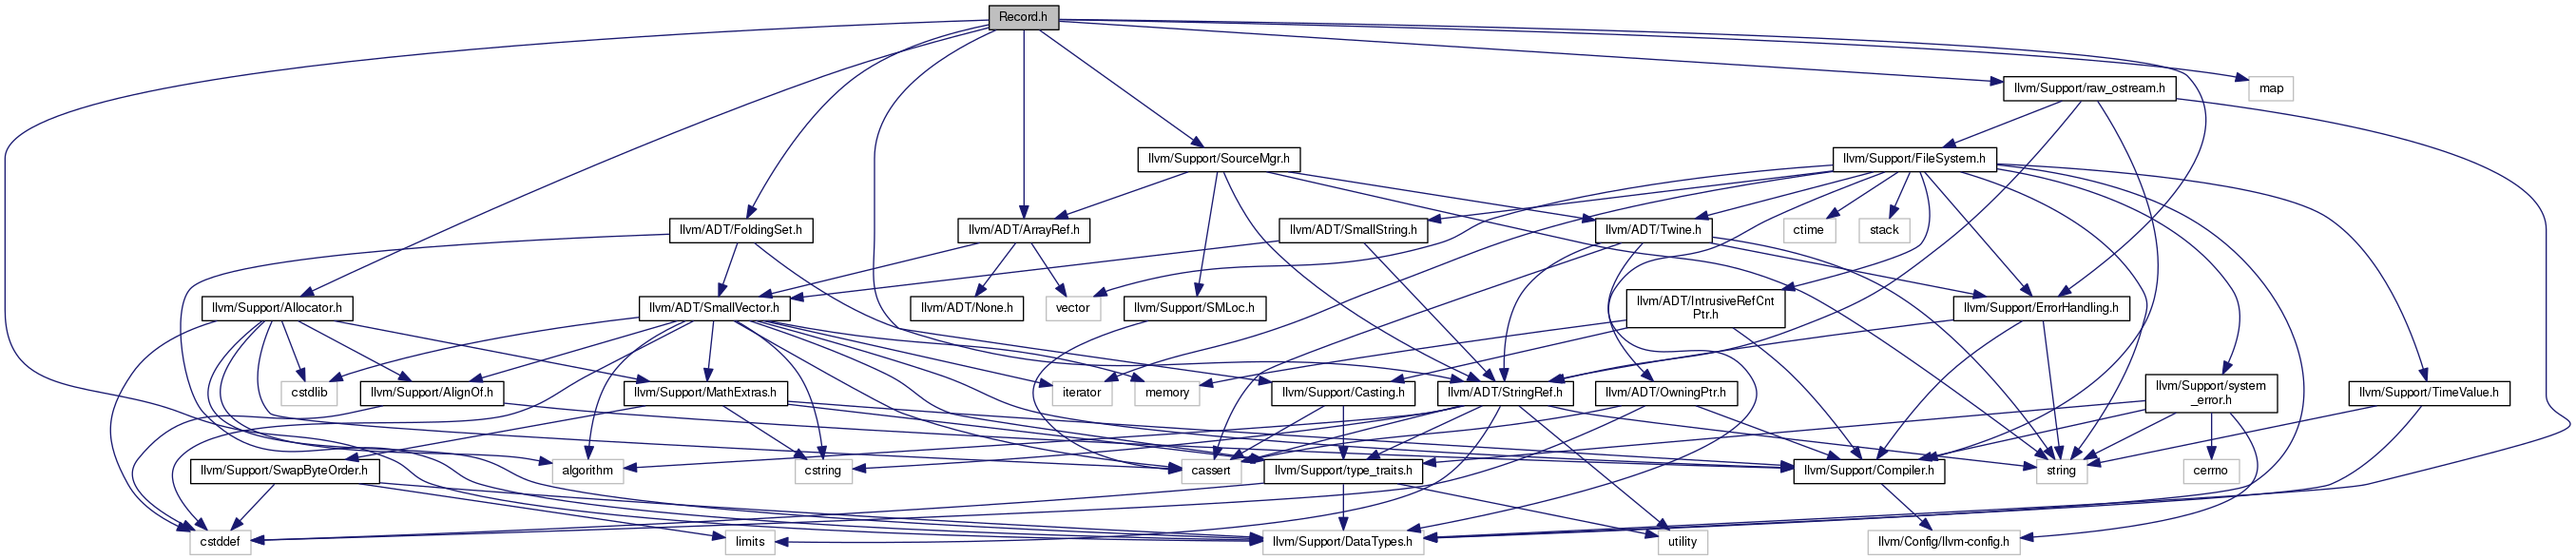 Record.h
llvm/Support/raw_ostream.h
map
llvm/Support/SourceMgr.h
llvm/Support/FileSystem.h
llvm/ADT/FoldingSet.h
llvm/ADT/ArrayRef.h
llvm/ADT/SmallString.h
llvm/ADT/Twine.h
ctime
stack
llvm/Support/Allocator.h
llvm/ADT/SmallVector.h
llvm/ADT/None.h
vector
llvm/Support/SMLoc.h
llvm/ADT/IntrusiveRefCnt
Ptr.h
llvm/Support/ErrorHandling.h
cstdlib
llvm/Support/AlignOf.h
llvm/Support/MathExtras.h
iterator
memory
llvm/Support/Casting.h
llvm/ADT/StringRef.h
llvm/ADT/OwningPtr.h
llvm/Support/system
_error.h
llvm/Support/TimeValue.h
llvm/Support/SwapByteOrder.h
algorithm
cstring
cassert
llvm/Support/type_traits.h
llvm/Support/Compiler.h
string
cerrno
cstddef
limits
llvm/Support/DataTypes.h
utility
llvm/Config/llvm-config.h